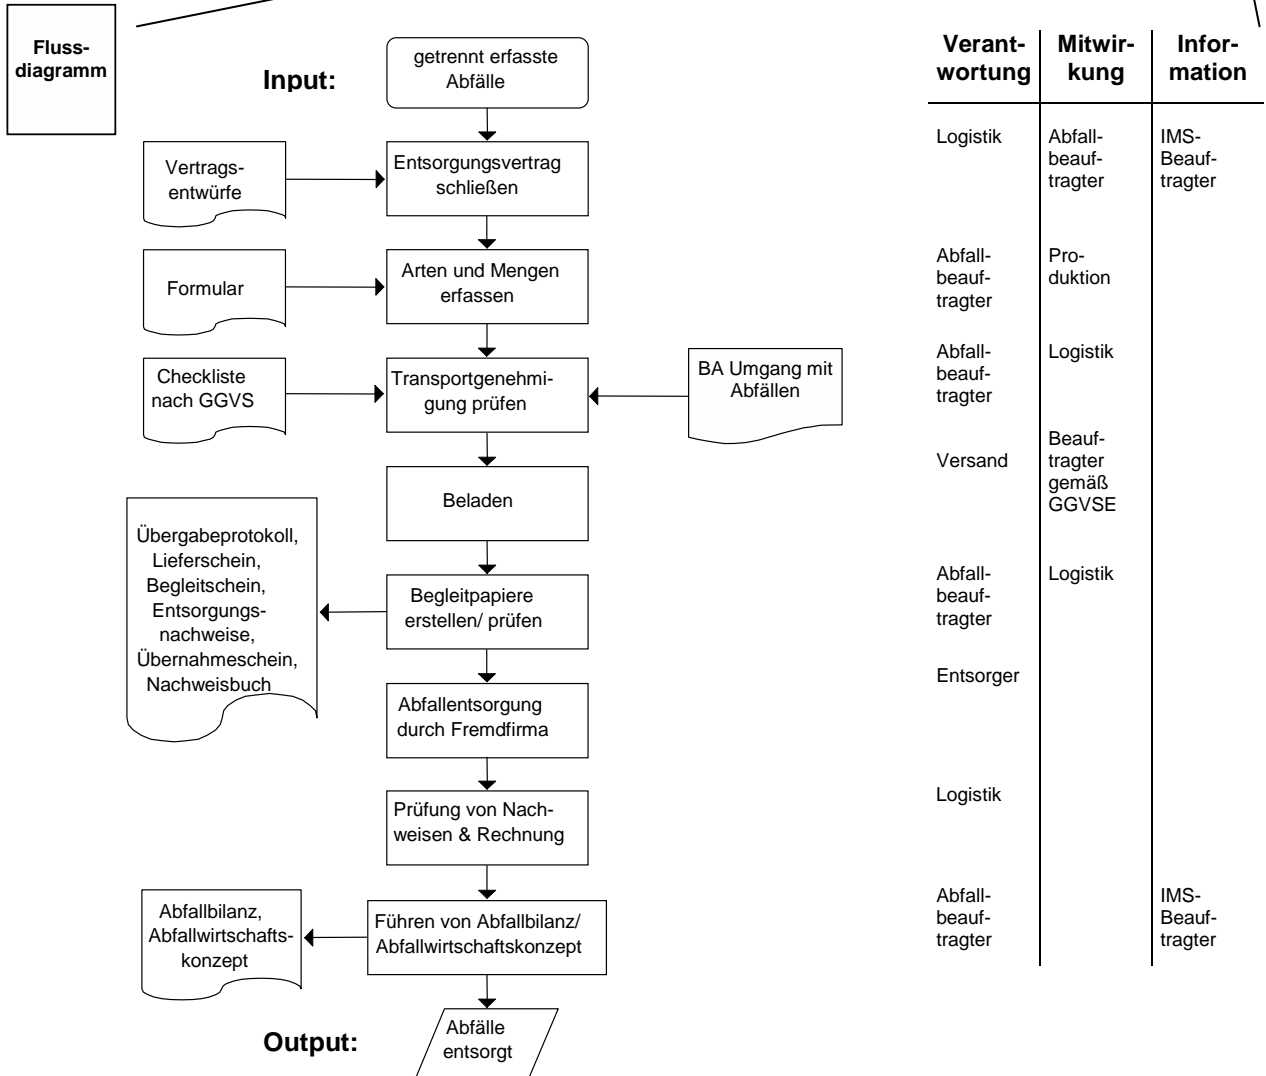 Fluss-
diagramm
Input:
getrennt erfasste
Abfälle
Verant-
wortung
Mitwir-
kung
Infor-
mation
Vertrags-
entwürfe
Entsorgungsvertrag
schließen
Logistik
Abfall-
beauf-
tragter
IMS-
Beauf-
tragter
Formular
Arten und Mengen
erfassen
Abfall-
beauf-
tragter
Pro-
duktion
Checkliste
nach GGVS
Transportgenehmi-
gung prüfen
BA Umgang mit
Abfällen
Abfall-
beauf-
tragter
Logistik
Beladen
Versand
Beauf-
tragter
gemäß
GGVSE
Übergabeprotokoll,
Lieferschein,
Begleitschein,
Entsorgungs-
nachweise,
Übernahmeschein,
Nachweisbuch
Begleitpapiere
erstellen/ prüfen
Abfall-
beauf-
tragter
Logistik
Abfallentsorgung
durch Fremdfirma
Entsorger
Prüfung von Nach-
weisen & Rechnung
Logistik
Abfallbilanz,
Abfallwirtschafts-
konzept
Führen von Abfallbilanz/
Abfallwirtschaftskonzept
Abfall-
beauf-
tragter
IMS-
Beauf-
tragter
Output:
Abfälle
entsorgt